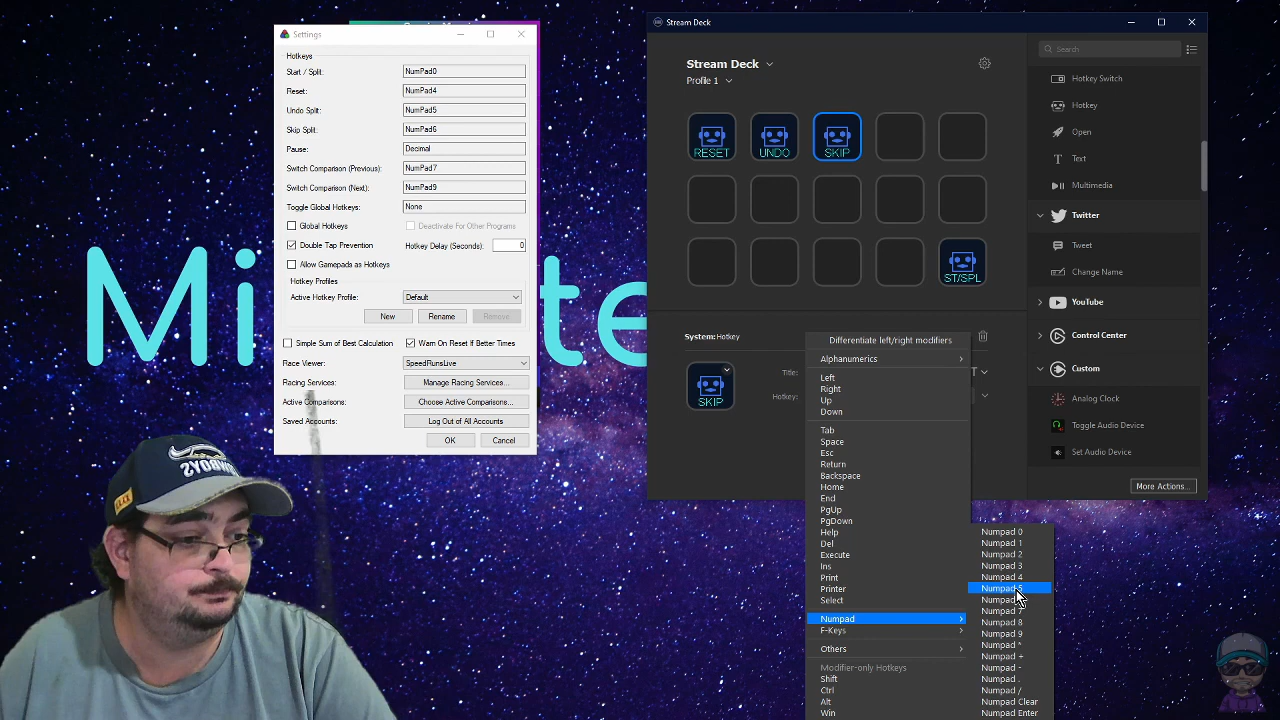 Settings
Hotkeys
Start / Split: NumPad0
Reset: NumPad4
Undo Split: NumPad5
Skip Split: NumPad6
Pause: Decimal
Switch Comparison (Previous): NumPad7
Switch Comparison (Next): NumPad9
Toggle Global Hotkeys: None
Global Hotkeys Deactivate For Other Programs
Double Tap Prevention Hotkey Delay (Seconds): 0
Allow Gamepads as Hotkeys
Hotkey Profiles
Active Hotkey Profile: Default
New Rename Remove
Simple Sum of Best Calculation Warn On Reset If Better Times
Race Viewer: SpeedRunsLive
Racing Services: Manage Racing Services...
Active Comparisons: Choose Active Comparisons...
Saved Accounts: Log Out of All Accounts
OK Cancel
Stream Deck
Stream Deck
Profile 1
RESET UNDO SKIP
ST/SPL
System: Hotkey
SKIP
Title:
Hotkey:
Search
Hotkey Switch
Hotkey
Open
Text
Multimedia
Twitter
Tweet
Change Name
YouTube
Control Center
Custom
Analog Clock
Toggle Audio Device
Set Audio Device
More Actions...
Differentiate left/right modifiers
Alphanumerics
Left
Right
Up
Down
Tab
Space
Esc
Return
Backspace
Home
End
PgUp
PgDown
Help
Del
Execute
Ins
Print
Printer
Select
Numpad
F-Keys
Others
Modifier-only Hotkeys
Shift
Ctrl
Alt
Win
Numpad 0
Numpad 1
Numpad 2
Numpad 3
Numpad 4
Numpad 5
Numpad
Numpad 7
Numpad 8
Numpad 9
Numpad *
Numpad +
Numpad -
Numpad .
Numpad /
Numpad Clear
Numpad Enter